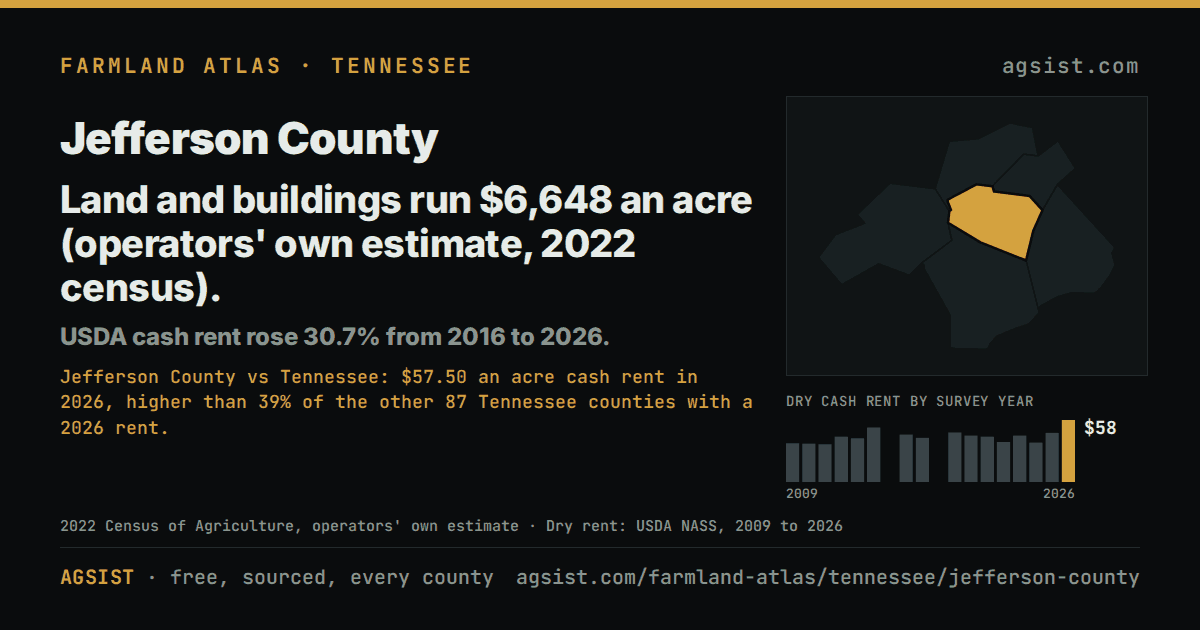 FARMLAND ATLAS · TENNESSEE
agsist.com
Jefferson County
Land and buildings run $6,648 an acre
(operators' own estimate, 2022
census).
USDA cash rent rose 30.7% from 2016 to 2026.
Jefferson County vs Tennessee: $57.50 an acre cash rent in
2026, higher than 39% of the other 87 Tennessee counties with a
2026 rent.
DRY CASH RENT BY SURVEY YEAR
$58
2009
2026
2022 Census of Agriculture, operators' own estimate · Dry rent: USDA NASS, 2009 to 2026
AGSIST · free, sourced, every county
agsist.com/farmland-atlas/tennessee/jefferson-county